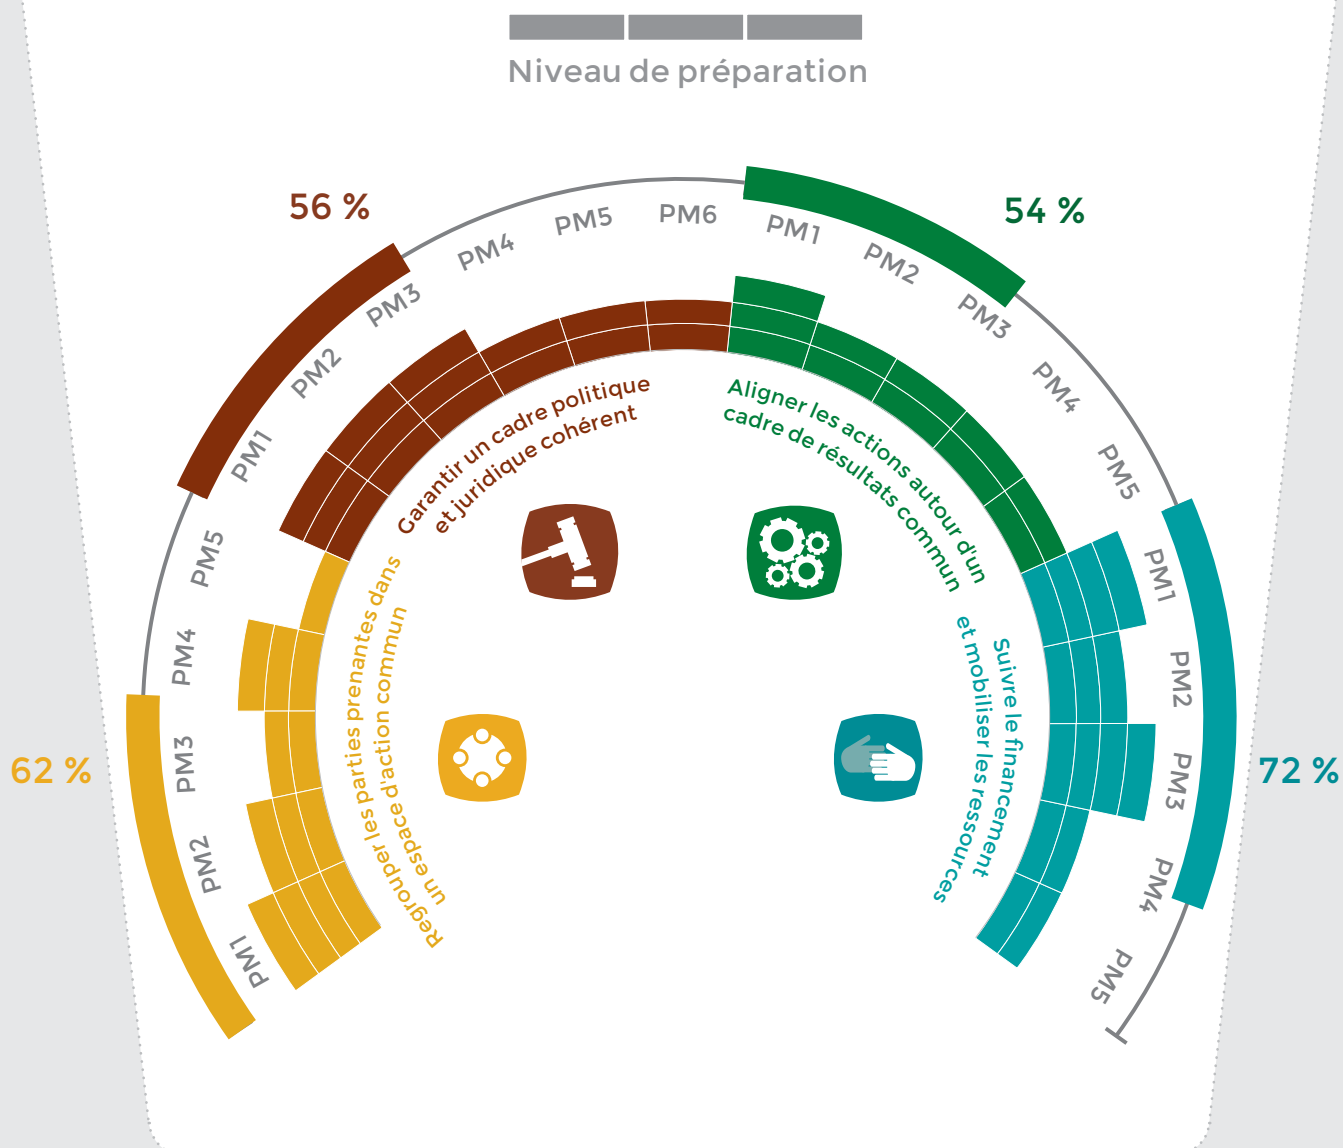 Niveau de préparation
56 %
54 %
62 %
72 %
PM1
PM2
PM3
PM4
PM5
PM1
PM2
PM3
PM4
PM5
PM6
PM1
PM2
PM3
PM4
PM5
PM1
PM2
PM3
PM4
PM5
Regrouper les parties prenantes dans
un espace d'action commun
Garantir un cadre politique
et juridique cohérent
Aligner les actions autour d'un
cadre de résultats commun
Suivre le financement
et mobiliser les ressources